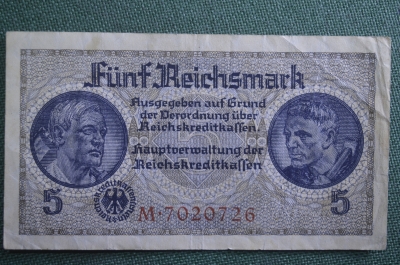 Fünf Reichsmark
Ausgegeben auf Grund
der Verordnung über
Reichskreditkassen
Hauptverwaltung der
Reichskreditkassen
5
5
M·7020726